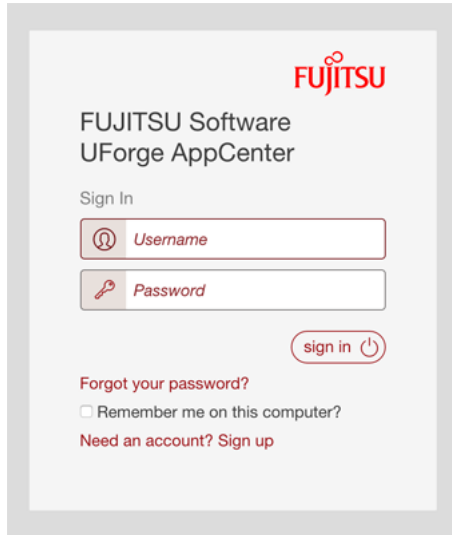 FUJITSU
FUJITSU Software
UForge AppCenter
Sign In
Username
Password
sign in
Forgot your password?
Remember me on this computer?
Need an account? Sign up